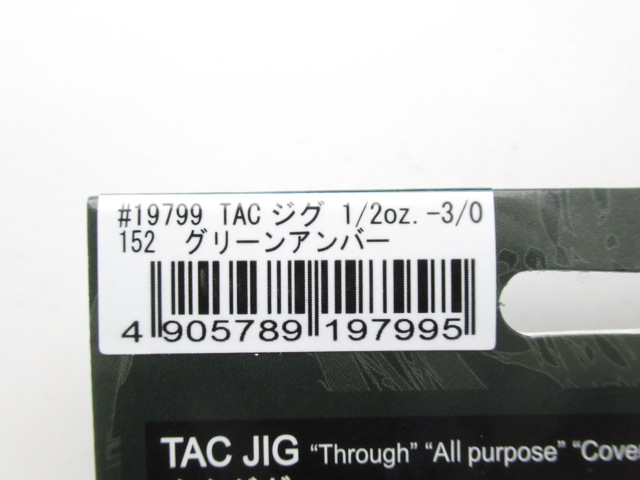 #19799 TAC ジグ 1/2oz.-3/0
152 グリーンアンバー
4 905789 197995
TAC JIG "Through" "All purpose" "Cover